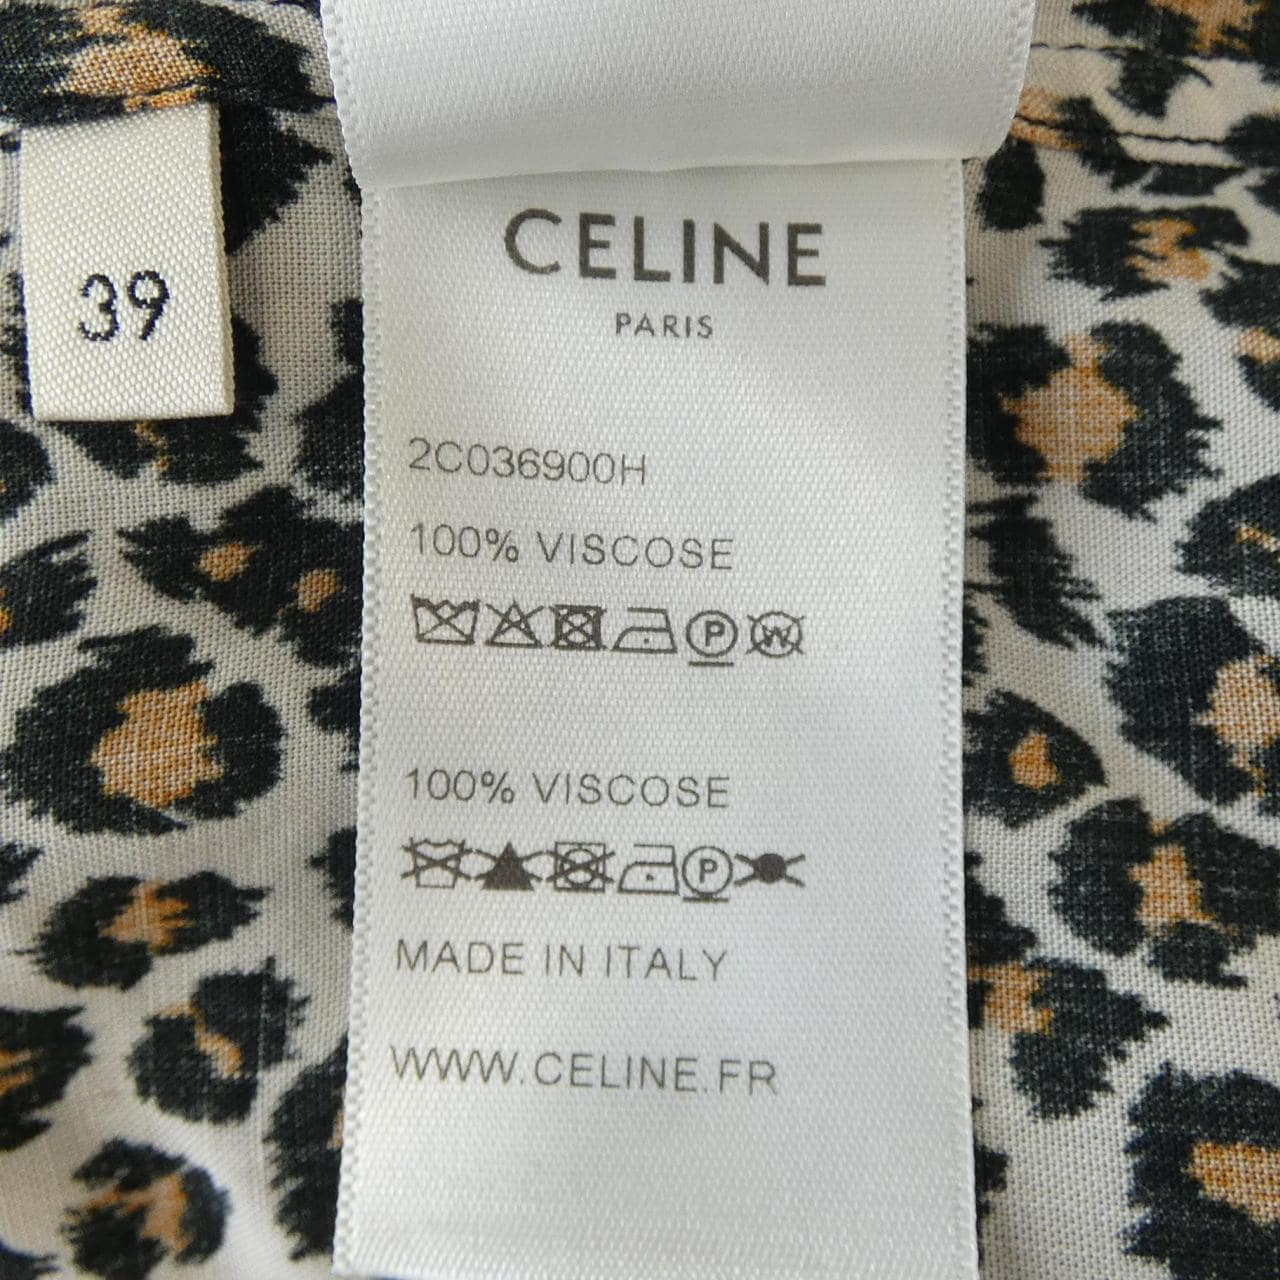 39
CELINE
PARIS
2C036900H
100% VISCOSE
P W
100% VISCOSE
P
MADE IN ITALY
WWW.CELINE.FR